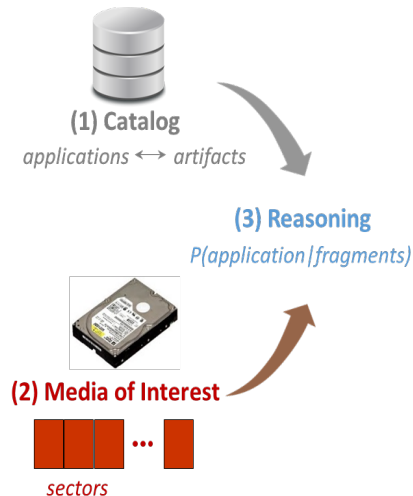 (1) Catalog
applications ↔ artifacts
(3) Reasoning
P(application|fragments)
(2) Media of Interest
...
sectors